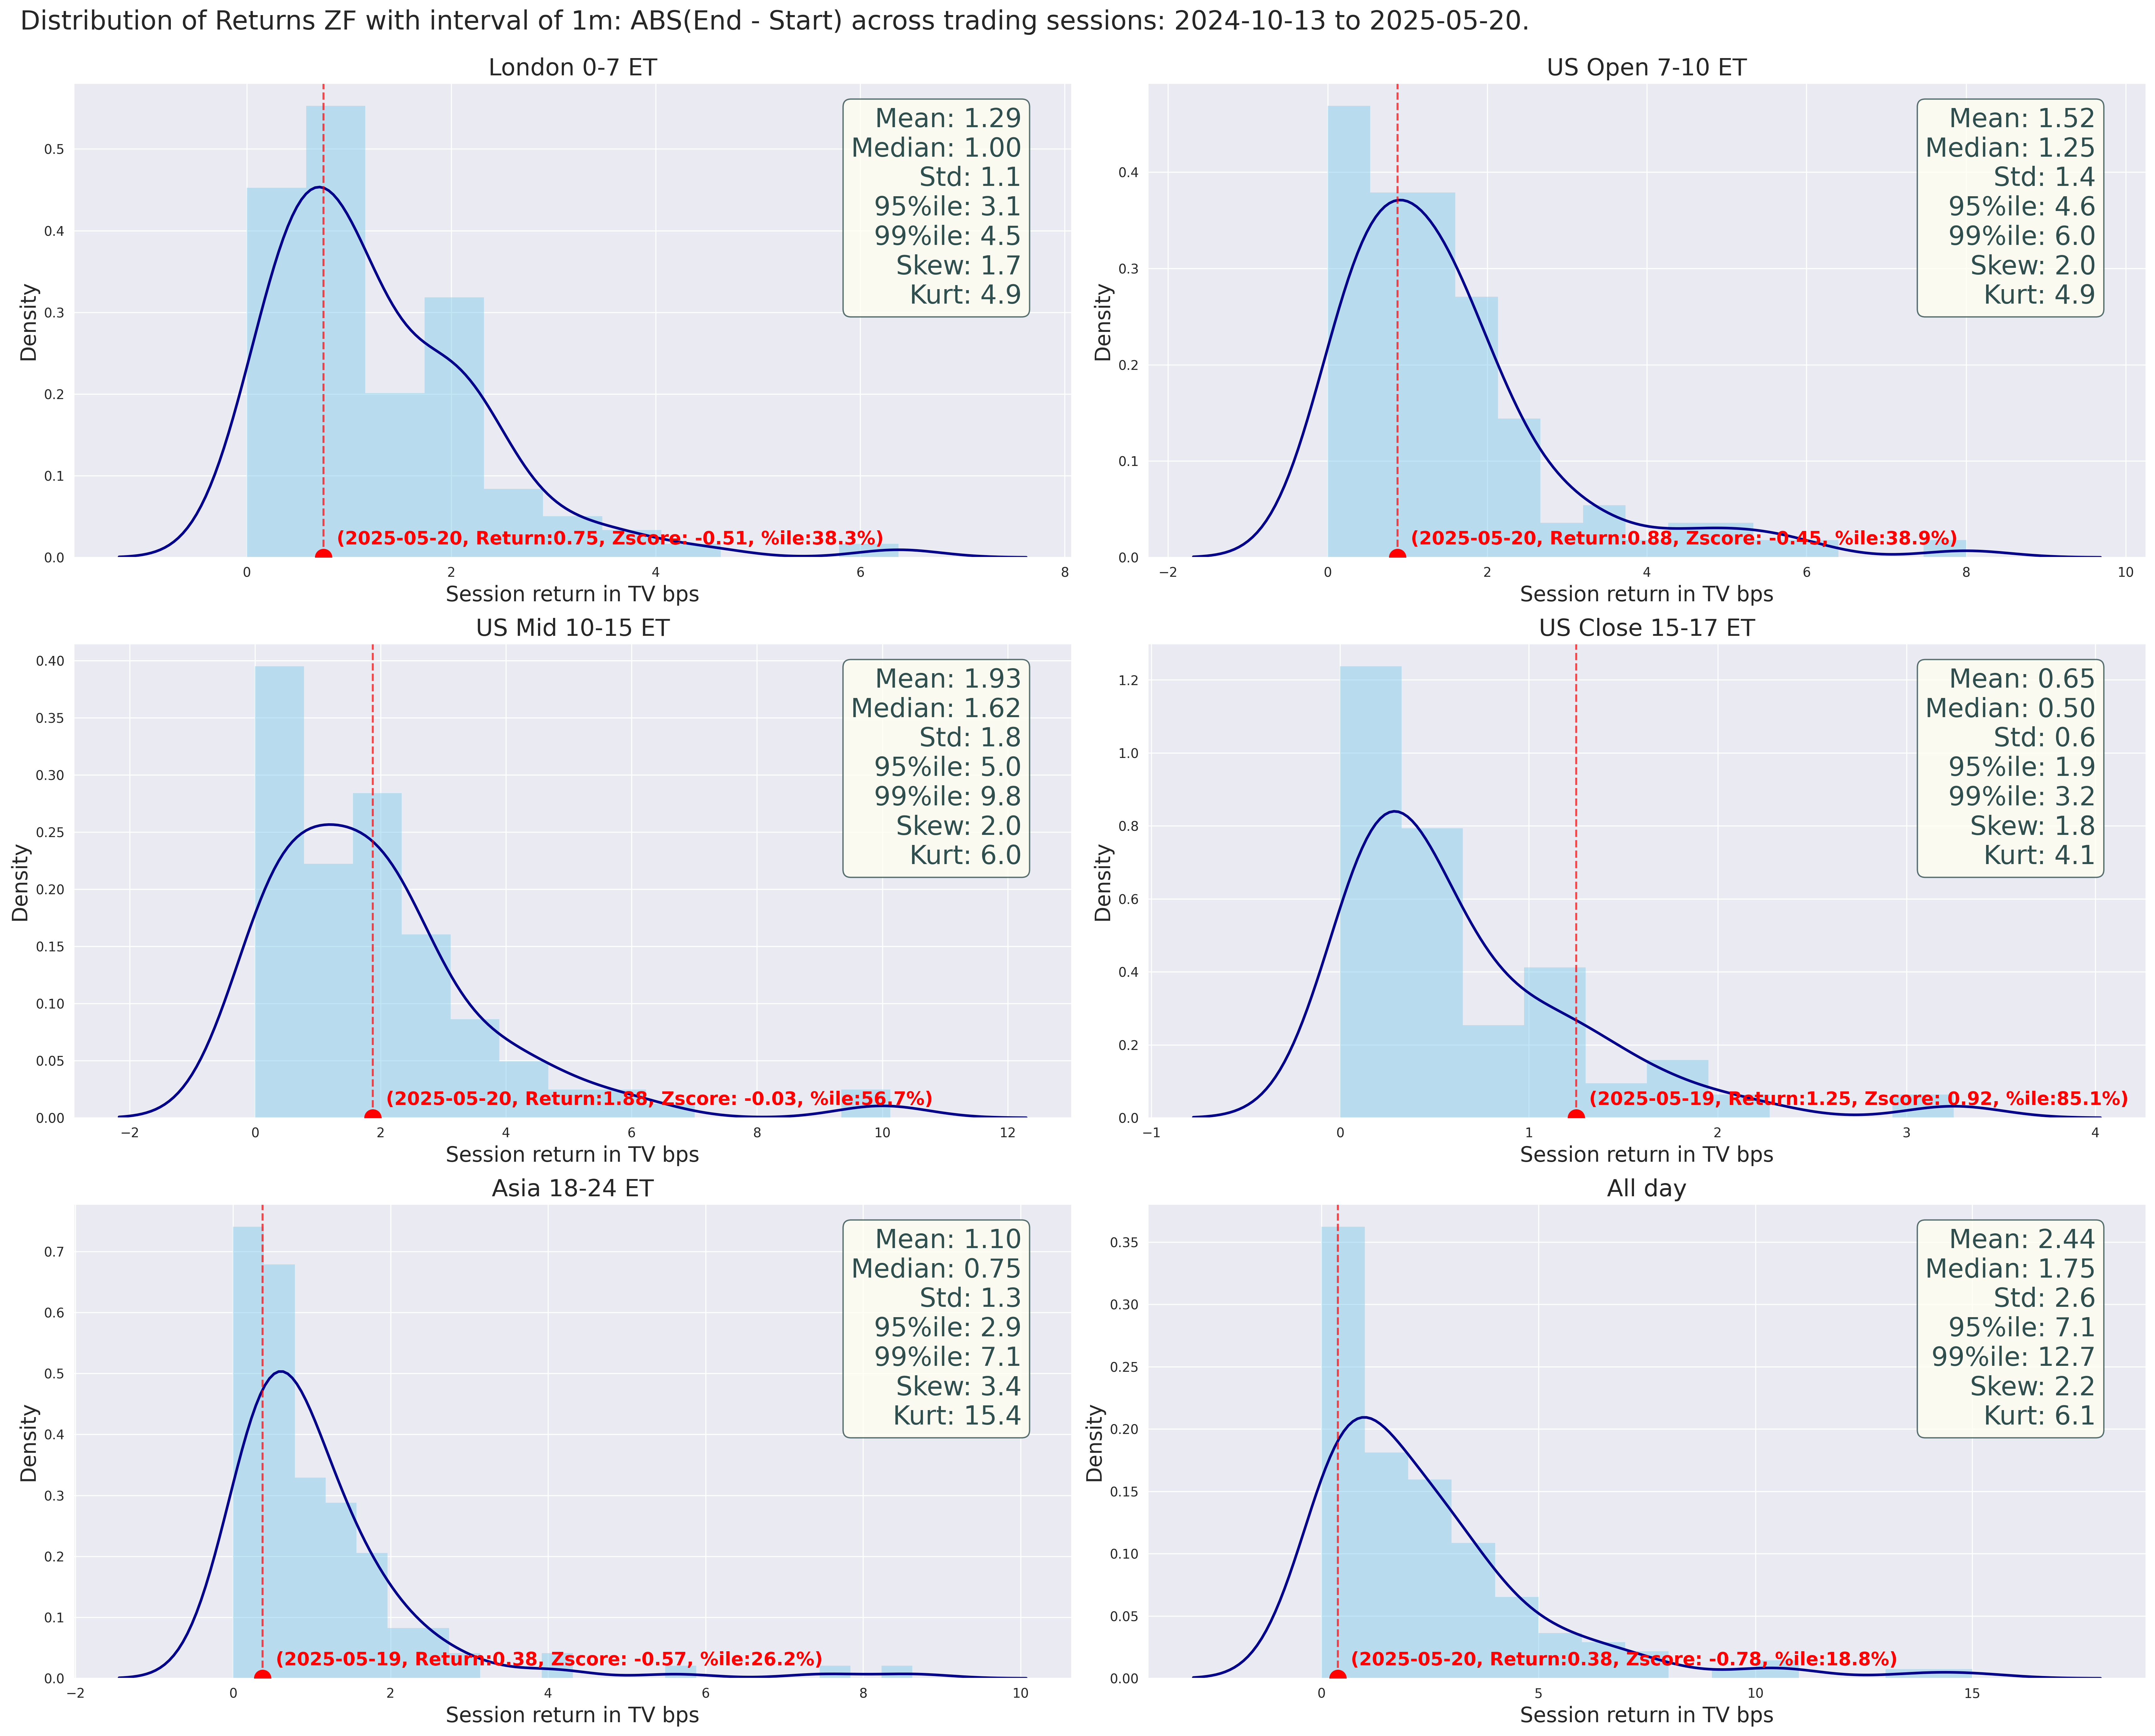 Distribution of Returns ZF with interval of 1m: ABS(End - Start) across trading sessions: 2024-10-13 to 2025-05-20.
London 0-7 ET
Mean: 1.29
Median: 1.00
Std: 1.1
95%ile: 3.1
99%ile: 4.5
Skew: 1.7
Kurt: 4.9
0.5
0.4
0.3
0.2
0.1
0.0
Density
(2025-05-20, Return:0.75, Zscore: -0.51, %ile:38.3%)
0 2 4 6 8
Session return in TV bps
US Open 7-10 ET
Mean: 1.52
Median: 1.25
Std: 1.4
95%ile: 4.6
99%ile: 6.0
Skew: 2.0
Kurt: 4.9
0.4
0.3
0.2
0.1
0.0
Density
(2025-05-20, Return:0.88, Zscore: -0.45, %ile:38.9%)
−2 0 2 4 6 8 10
Session return in TV bps
US Mid 10-15 ET
Mean: 1.93
Median: 1.62
Std: 1.8
95%ile: 5.0
99%ile: 9.8
Skew: 2.0
Kurt: 6.0
0.40
0.35
0.30
0.25
0.20
0.15
0.10
0.05
0.00
Density
(2025-05-20, Return:1.88, Zscore: -0.03, %ile:56.7%)
−2 0 2 4 6 8 10 12
Session return in TV bps
US Close 15-17 ET
Mean: 0.65
Median: 0.50
Std: 0.6
95%ile: 1.9
99%ile: 3.2
Skew: 1.8
Kurt: 4.1
1.2
1.0
0.8
0.6
0.4
0.2
0.0
Density
(2025-05-19, Return:1.25, Zscore: 0.92, %ile:85.1%)
−1 0 1 2 3 4
Session return in TV bps
Asia 18-24 ET
Mean: 1.10
Median: 0.75
Std: 1.3
95%ile: 2.9
99%ile: 7.1
Skew: 3.4
Kurt: 15.4
0.7
0.6
0.5
0.4
0.3
0.2
0.1
0.0
Density
(2025-05-19, Return:0.38, Zscore: -0.57, %ile:26.2%)
−2 0 2 4 6 8 10
Session return in TV bps
All day
Mean: 2.44
Median: 1.75
Std: 2.6
95%ile: 7.1
99%ile: 12.7
Skew: 2.2
Kurt: 6.1
0.35
0.30
0.25
0.20
0.15
0.10
0.05
0.00
Density
(2025-05-20, Return:0.38, Zscore: -0.78, %ile:18.8%)
0 5 10 15
Session return in TV bps